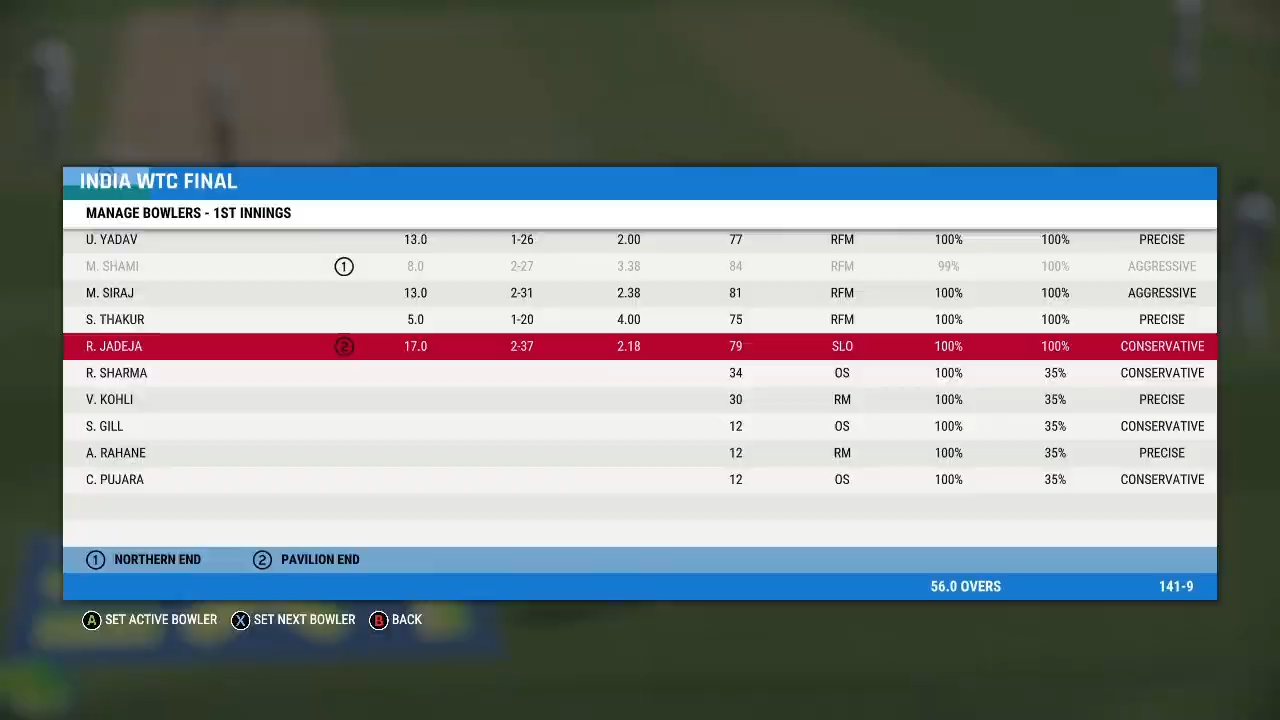 INDIA WTC FINAL
MANAGE BOWLERS - 1ST INNINGS
U. YADAV 13.0 1-26 2.00 77 RFM 100% 100% PRECISE
M. SHAMI 1 8.0 2-27 3.38 84 RFM 99% 100% AGGRESSIVE
M. SIRAJ 13.0 2-31 2.38 81 RFM 100% 100% AGGRESSIVE
S. THAKUR 5.0 1-20 4.00 75 RFM 100% 100% PRECISE
R. JADEJA 2 17.0 2-37 2.18 79 SLO 100% 100% CONSERVATIVE
R. SHARMA 34 OS 100% 35% CONSERVATIVE
V. KOHLI 30 RM 100% 35% PRECISE
S. GILL 12 OS 100% 35% CONSERVATIVE
A. RAHANE 12 RM 100% 35% PRECISE
C. PUJARA 12 OS 100% 35% CONSERVATIVE
1 NORTHERN END 2 PAVILION END
56.0 OVERS 141-9
A SET ACTIVE BOWLER X SET NEXT BOWLER B BACK